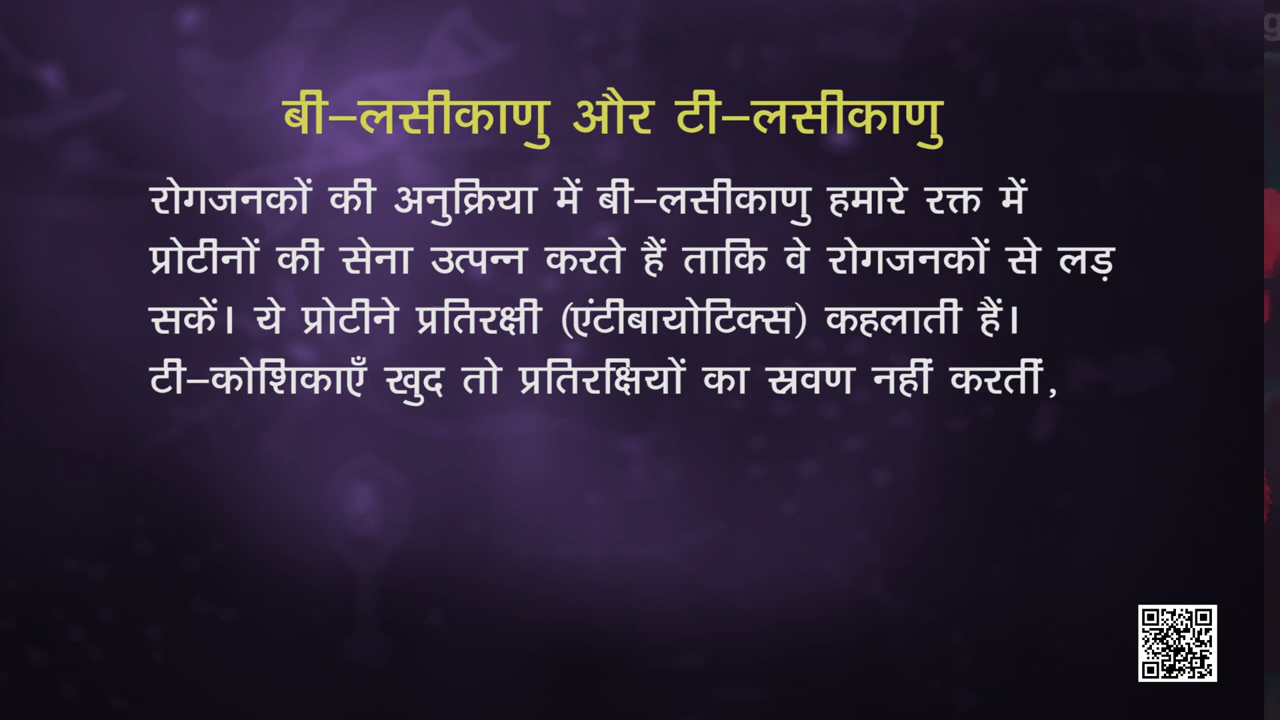 बी–लसीकाणु और टी–लसीकाणु
रोगजनकों की अनुक्रिया में बी–लसीकाणु हमारे रक्त में
प्रोटीनों की सेना उत्पन्न करते हैं ताकि वे रोगजनकों से लड़
सकें। ये प्रोटीने प्रतिरक्षी (एंटीबायोटिक्स) कहलाती हैं।
टी–कोशिकाएँ खुद तो प्रतिरक्षियों का स्रवण नहीं करतीं,